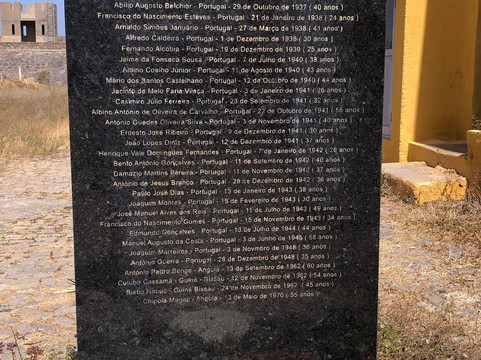 Abílio Augusto Belchior - Portugal - 29 de Outubro de 1937 ( 40 anos )
Francisco do Nascimento Esteves - Portugal - 21 de Janeiro de 1938 ( 24 anos )
Arnaldo Simões Januário - Portugal - 27 de Março de 1938 ( 41 anos )
Alfredo Caldeira - Portugal - 1 de Dezembro de 1938 ( 30 anos )
Fernando Alcobia - Portugal - 19 de Dezembro de 1939 ( 25 anos )
Jaime da Fonseca Sousa - Portugal - 7 de Julho de 1940 ( 38 anos )
Albino Coelho Júnior - Portugal - 11 de Agosto de 1940 ( 43 anos )
Mário dos Santos Castelhano - Portugal - 12 de Outubro de 1940 ( 44 anos )
Jacinto de Melo Faria Vilaça - Portugal - 3 de Janeiro de 1941 ( 26 anos )
Casimiro Júlio Ferreira - Portugal - 23 de Setembro de 1941 ( 32 anos )
Albino António de Oliveira de Carvalho - Portugal - 22 de Outubro de 1941 ( 56 anos )
António Guedes Oliveira Silva - Portugal - 3 de Novembro de 1941 ( 40 anos )
Ernesto José Ribeiro - Portugal - 9 de Dezembro de 1941 ( 30 anos )
João Lopes Diniz - Portugal - 12 de Dezembro de 1941 ( 37 anos )
Henrique Vale Domingues Fernandes - Portugal - 7 de Janeiro de 1942 ( 28 anos )
Bento António Gonçalves - Portugal - 11 de Setembro de 1942 ( 40 anos )
Damázio Martins Pereira - Portugal - 11 de Novembro de 1942 ( 37 anos )
António de Jesus Branco - Portugal - 28 de Dezembro de 1942 ( 36 anos )
Paulo José Dias - Portugal - 13 de Janeiro de 1943 ( 38 anos )
Joaquim Montes - Portugal - 15 de Fevereiro de 1943 ( 30 anos )
José Manuel Alves dos Reis - Portugal - 11 de Julho de 1943 ( 49 anos )
Francisco do Nascimento Gomes - Portugal - 15 de Novembro de 1943 ( 34 anos )
Edmundo Gonçalves - Portugal - 13 de Julho de 1944 ( 44 anos )
Manuel Augusto da Costa - Portugal - 3 de Junho de 1945 ( 58 anos )
Joaquim Marreiros - Portugal - 3 de Novembro de 1948 ( 38 anos )
António Guerra - Portugal - 28 de Dezembro de 1948 ( 35 anos )
António Pedro Benge - Angola - 13 de Setembro de 1962 ( 60 anos )
Cutubo Cassamá - Guiné Bissau - 12 de Novembro de 1962 ( 54 anos )
Biabo Nabué - Guiné Bissau - 24 de Novembro de 1962 ( 45 anos )
Chipoia Magita - Angola - 13 de Maio de 1970 ( 55 anos )